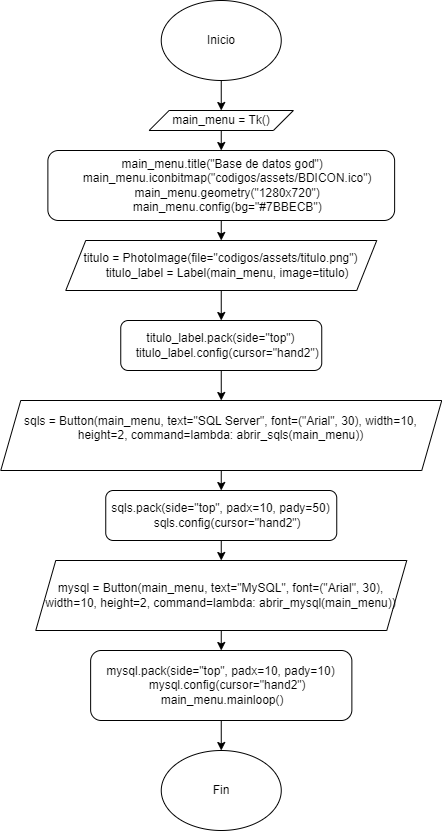 Inicio
main_menu = Tk()
main_menu.title("Base de datos god")
main_menu.iconbitmap("codigos/assets/BDICON.ico")
main_menu.geometry("1280x720")
main_menu.config(bg="#7BBECB")
titulo = PhotoImage(file="codigos/assets/titulo.png")
titulo_label = Label(main_menu, image=titulo)
titulo_label.pack(side="top")
titulo_label.config(cursor="hand2")
sqls = Button(main_menu, text="SQL Server", font=("Arial", 30), width=10,
height=2, command=lambda: abrir_sqls(main_menu))
sqls.pack(side="top", padx=10, pady=50)
sqls.config(cursor="hand2")
mysql = Button(main_menu, text="MySQL", font=("Arial", 30),
width=10, height=2, command=lambda: abrir_mysql(main_menu))
mysql.pack(side="top", padx=10, pady=10)
mysql.config(cursor="hand2")
main_menu.mainloop()
Fin